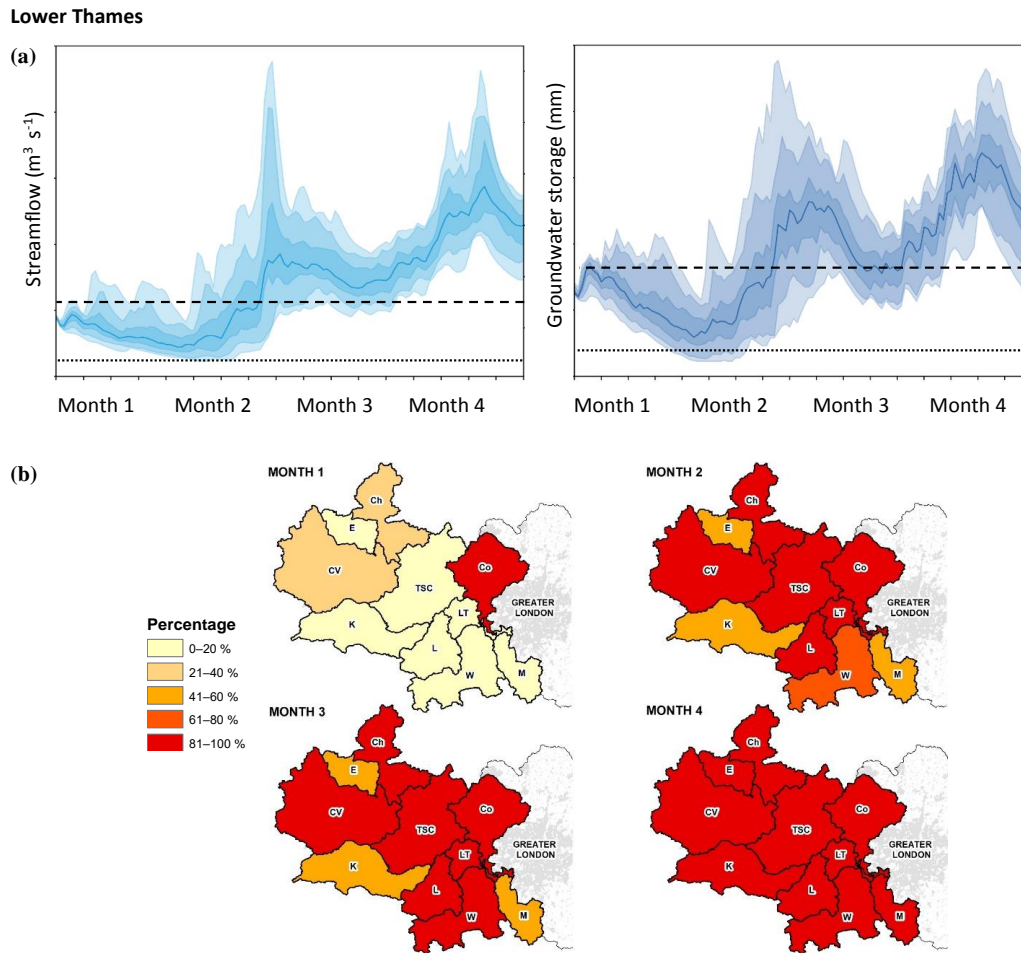 Lower Thames
(a)
Streamflow (m³ s⁻¹)
Month 1 Month 2 Month 3 Month 4
Groundwater storage (mm)
Month 1 Month 2 Month 3 Month 4
(b)
MONTH 1
Ch
E
CV
TSC
Co
K
LT
L
W
M
GREATER
LONDON
MONTH 2
Ch
E
CV
TSC
Co
K
LT
L
W
M
GREATER
LONDON
Percentage
0–20 %
21–40 %
41–60 %
61–80 %
81–100 %
MONTH 3
Ch
E
CV
TSC
Co
K
LT
L
W
M
GREATER
LONDON
MONTH 4
Ch
E
CV
TSC
Co
K
LT
L
W
M
GREATER
LONDON